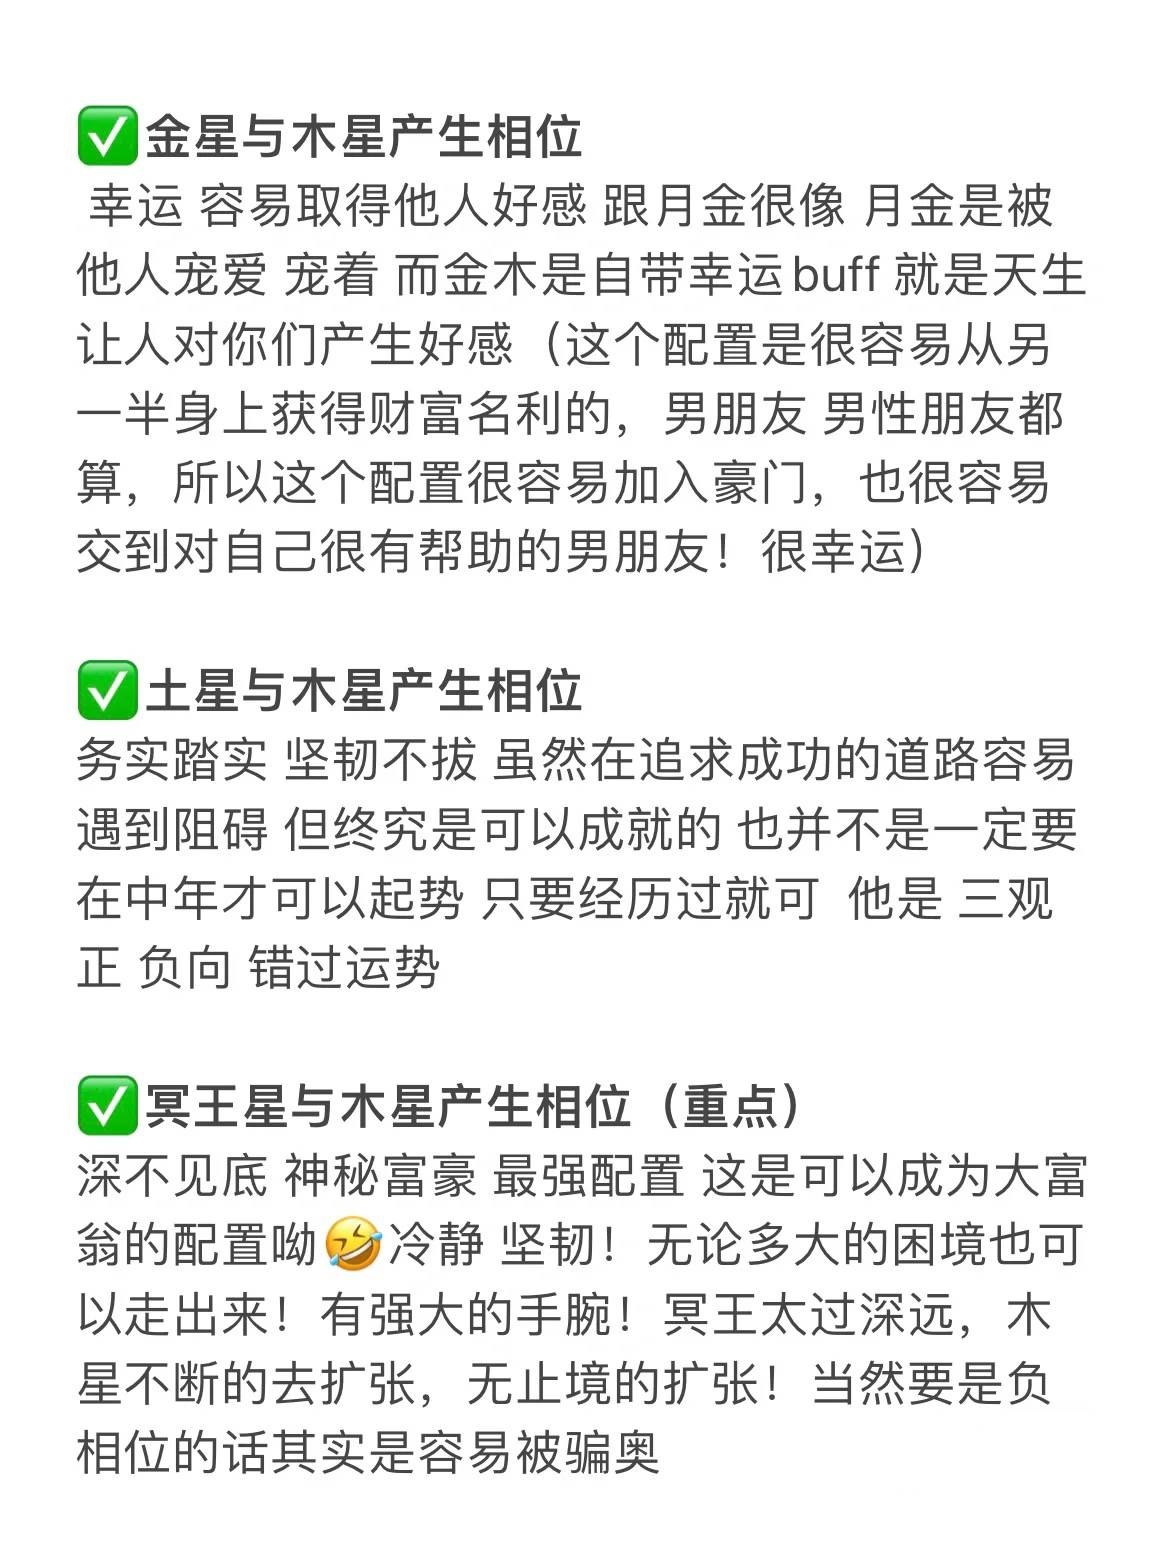 ✅金星与木星产生相位
幸运 容易取得他人好感 跟月金很像 月金是被
他人宠爱 宠着 而金木是自带幸运buff 就是天生
让人对你们产生好感（这个配置是很容易从另
一半身上获得财富名利的，男朋友 男性朋友都
算，所以这个配置很容易加入豪门，也很容易
交到对自己很有帮助的男朋友！很幸运）
✅土星与木星产生相位
务实踏实 坚韧不拔 虽然在追求成功的道路容易
遇到阻碍 但终究是可以成就的 也并不是一定要
在中年才可以起势 只要经历过就可  他是 三观
正 负向 错过运势
✅冥王星与木星产生相位（重点）
深不见底 神秘富豪 最强配置 这是可以成为大富
翁的配置呦🤣冷静 坚韧！无论多大的困境也可
以走出来！有强大的手腕！冥王太过深远，木
星不断的去扩张，无止境的扩张！当然要是负
相位的话其实是容易被骗奥